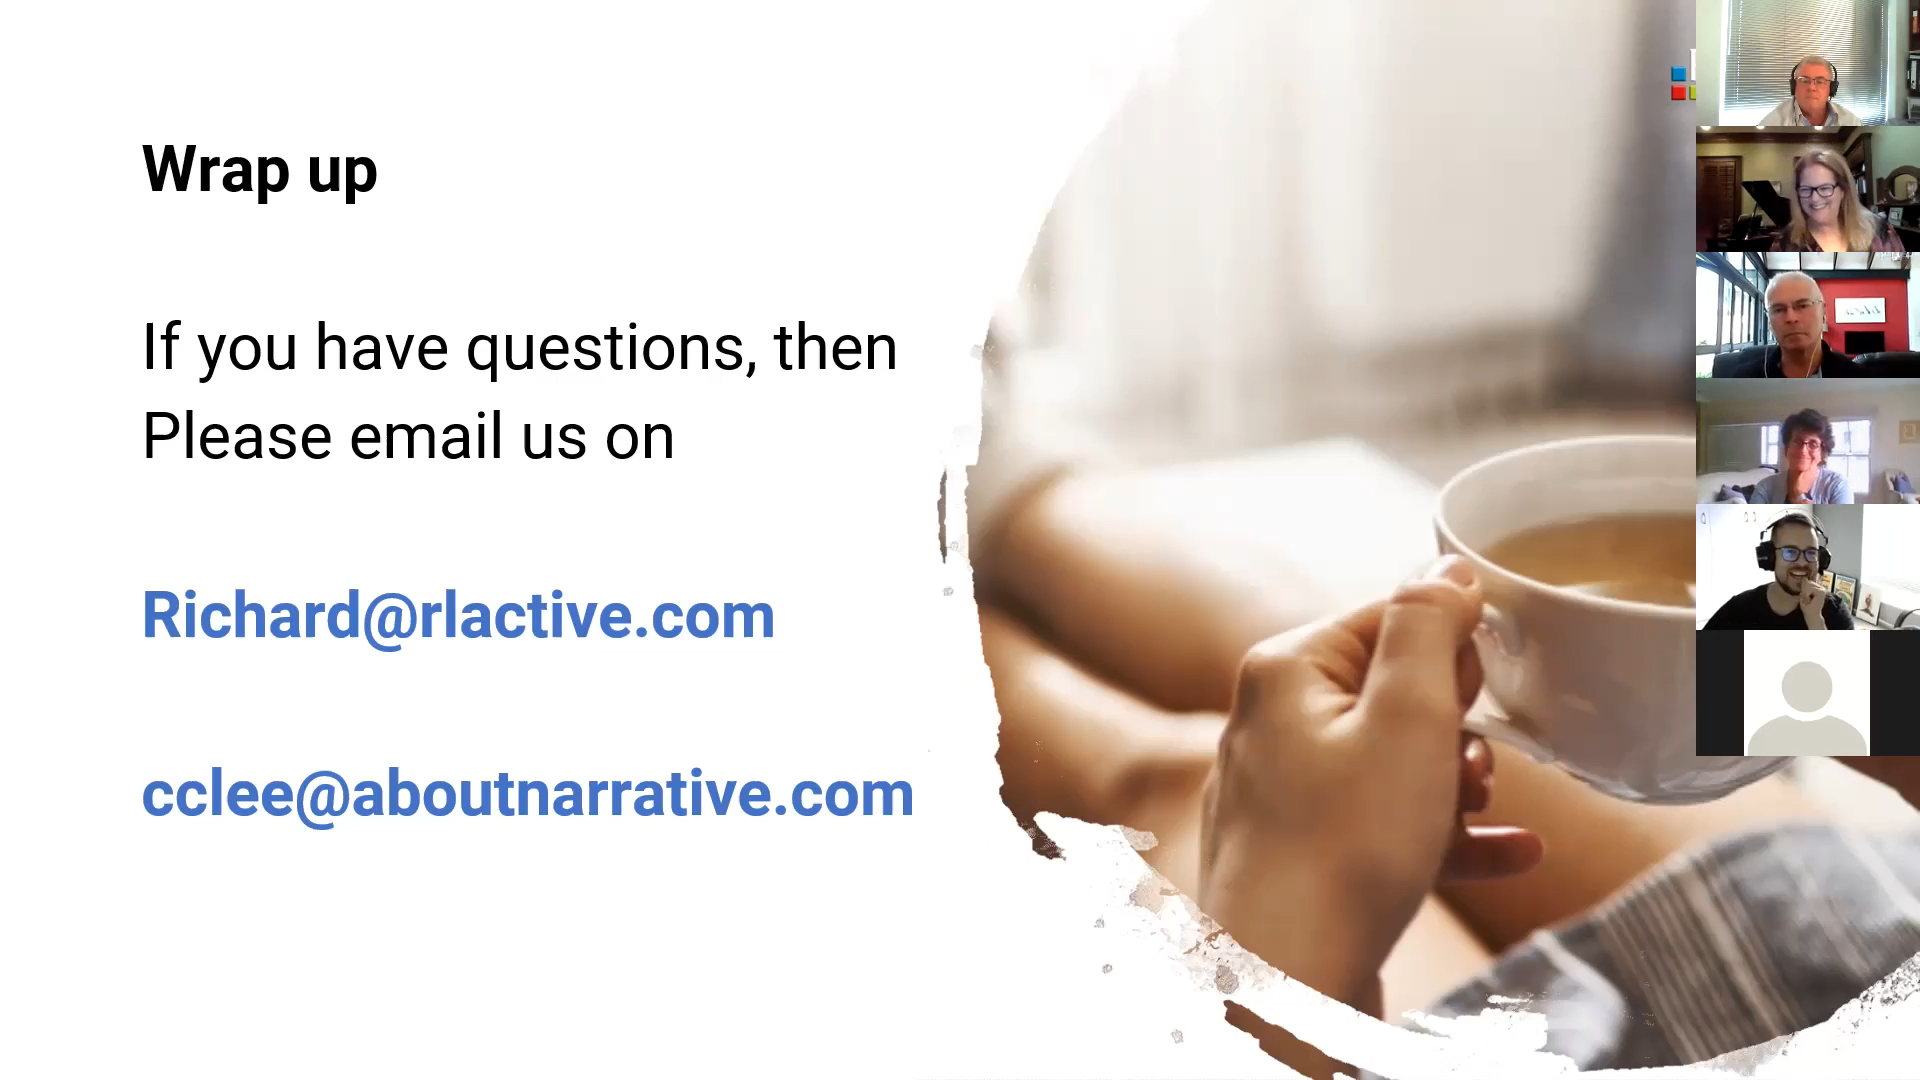 Wrap up
If you have questions, then
Please email us on
Richard@rlactive.com
cclee@aboutnarrative.com